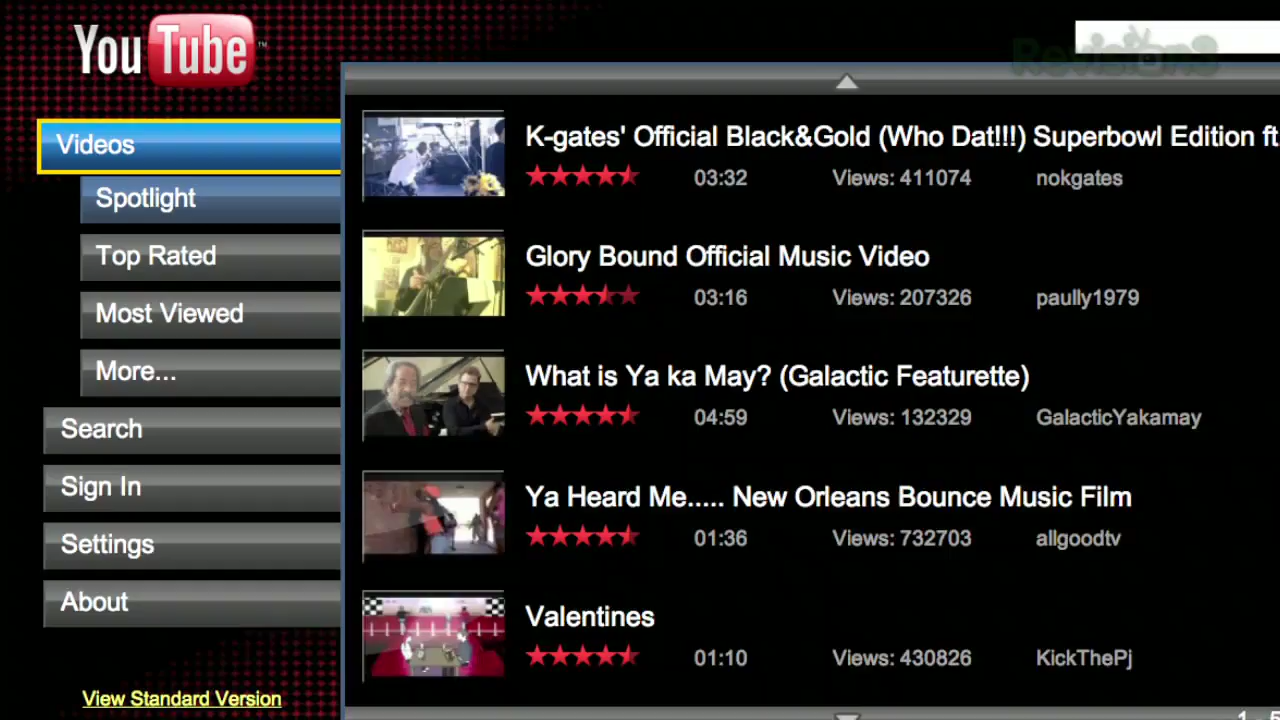 YouTube™
Revision3
Videos
Spotlight
Top Rated
Most Viewed
More...
Search
Sign In
Settings
About
View Standard Version
K-gates' Official Black&Gold (Who Dat!!!) Superbowl Edition ft
03:32 Views: 411074 nokgates
Glory Bound Official Music Video
03:16 Views: 207326 paully1979
What is Ya ka May? (Galactic Featurette)
04:59 Views: 132329 GalacticYakamay
Ya Heard Me..... New Orleans Bounce Music Film
01:36 Views: 732703 allgoodtv
Valentines
01:10 Views: 430826 KickThePj